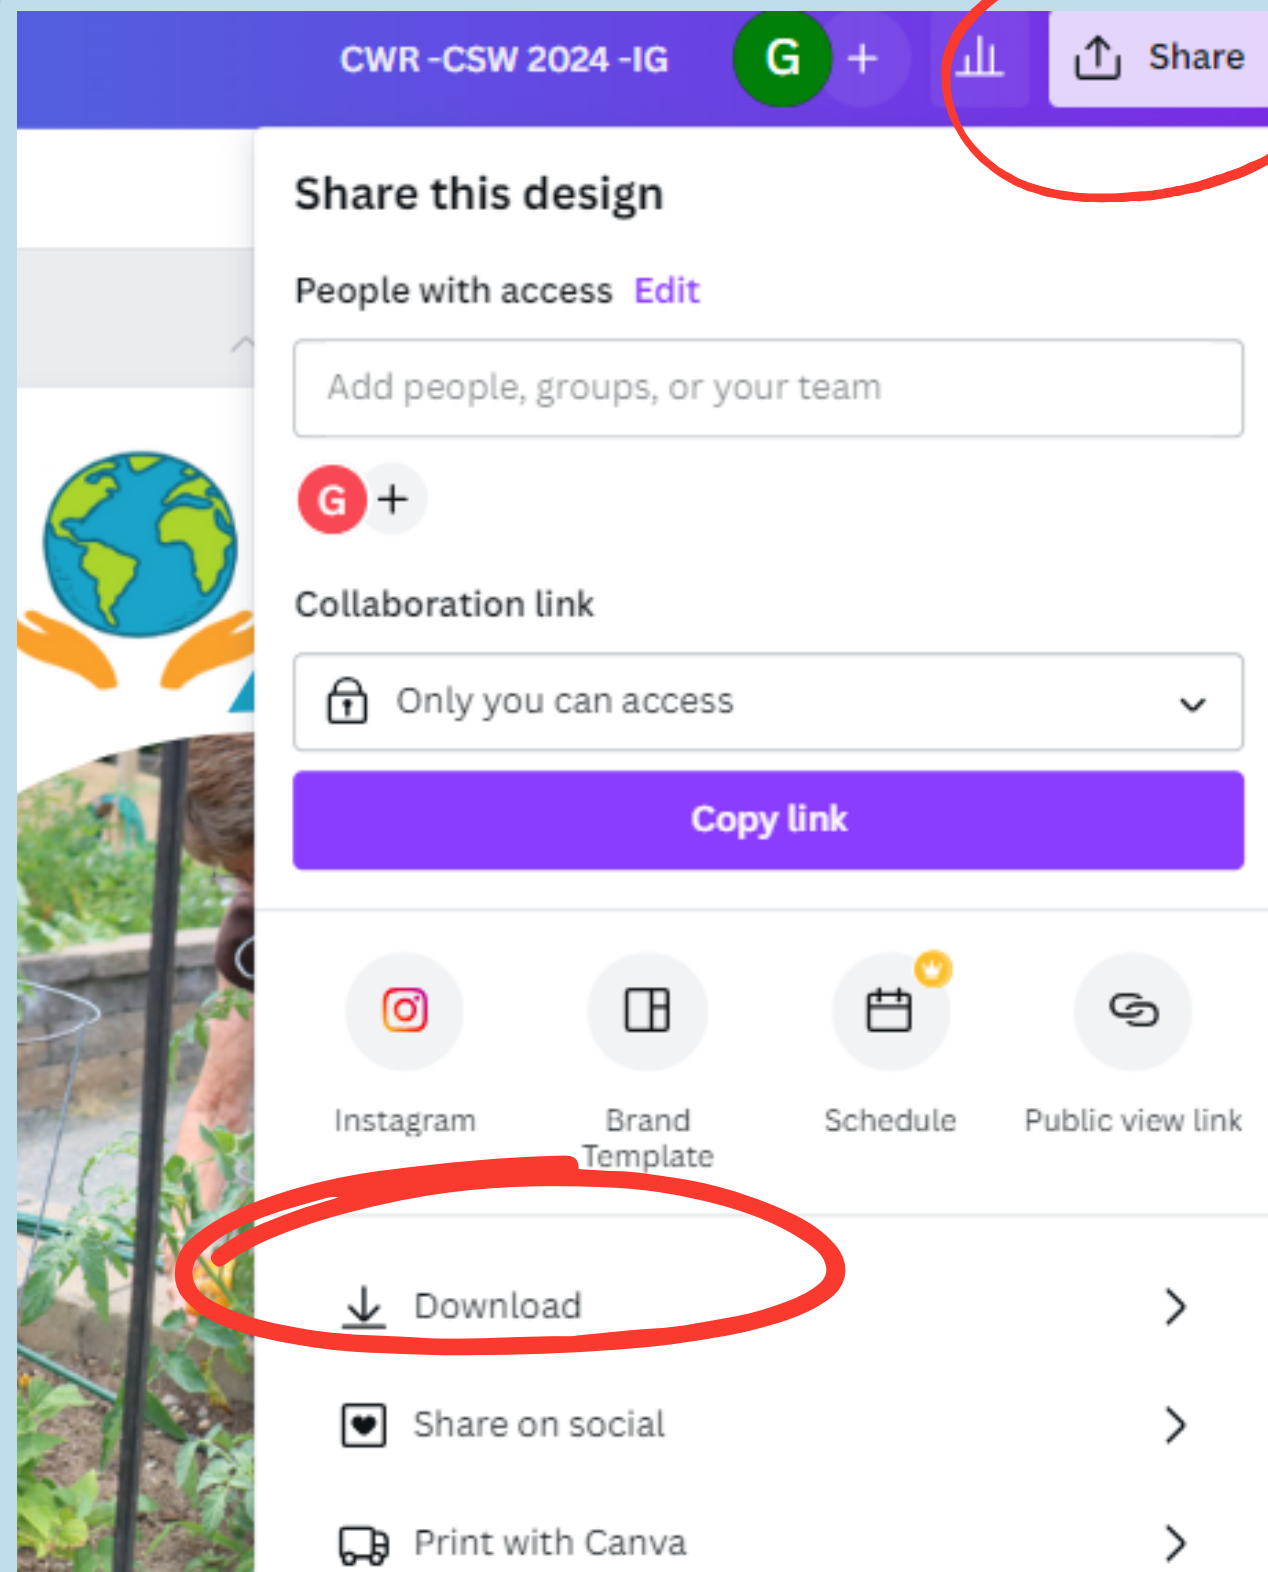 CWR -CSW 2024 -IG
G
+
Share
Share this design
People with access Edit
Add people, groups, or your team
G +
Collaboration link
Only you can access
Copy link
Instagram
Brand
Template
Schedule
Public view link
Download
Share on social
Print with Canva